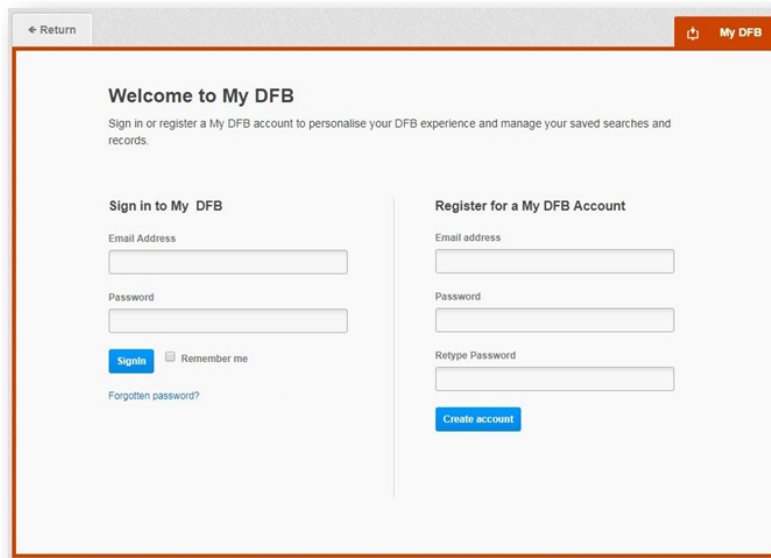 ← Return
My DFB
Welcome to My DFB
Sign in or register a My DFB account to personalise your DFB experience and manage your saved searches and
records.
Sign in to My DFB
Email Address
Password
SignIn
Remember me
Forgotten password?
Register for a My DFB Account
Email address
Password
Retype Password
Create account